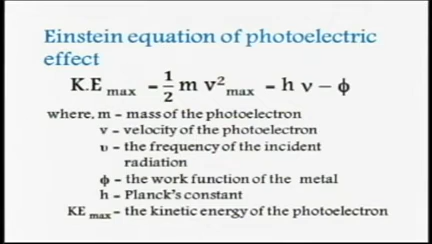 Einstein equation of photoelectric
effect
K.E max = 1/2 m v²max = h ν – ϕ
where, m – mass of the photoelectron
v – velocity of the photoelectron
υ – the frequency of the incident
radiation
ϕ – the work function of the metal
h – Planck's constant
KE max – the kinetic energy of the photoelectron